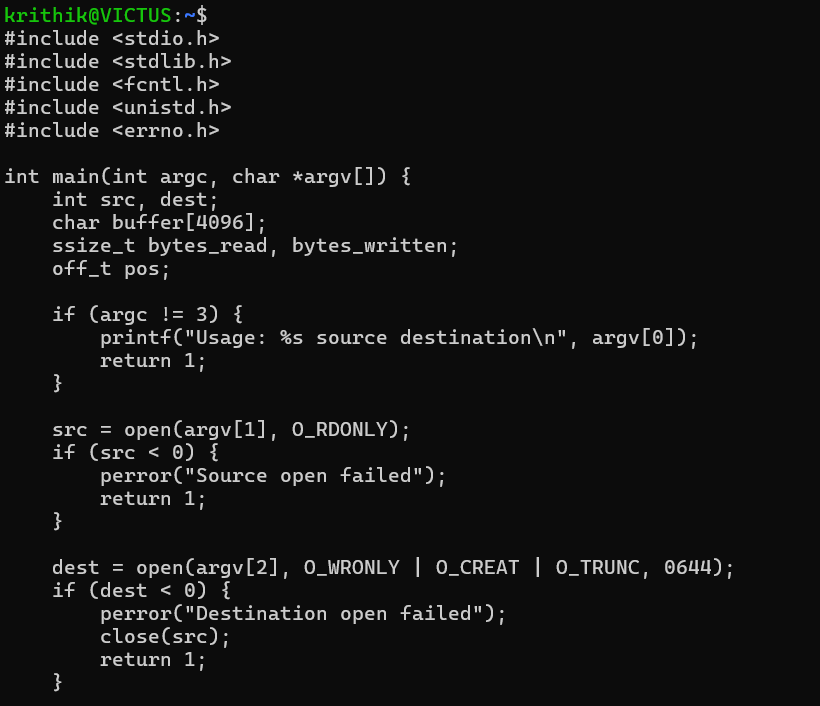 krithik@VICTUS:~$
#include <stdio.h>
#include <stdlib.h>
#include <fcntl.h>
#include <unistd.h>
#include <errno.h>

int main(int argc, char *argv[]) {
    int src, dest;
    char buffer[4096];
    ssize_t bytes_read, bytes_written;
    off_t pos;

    if (argc != 3) {
        printf("Usage: %s source destination\n", argv[0]);
        return 1;
    }

    src = open(argv[1], O_RDONLY);
    if (src < 0) {
        perror("Source open failed");
        return 1;
    }

    dest = open(argv[2], O_WRONLY | O_CREAT | O_TRUNC, 0644);
    if (dest < 0) {
        perror("Destination open failed");
        close(src);
        return 1;
    }